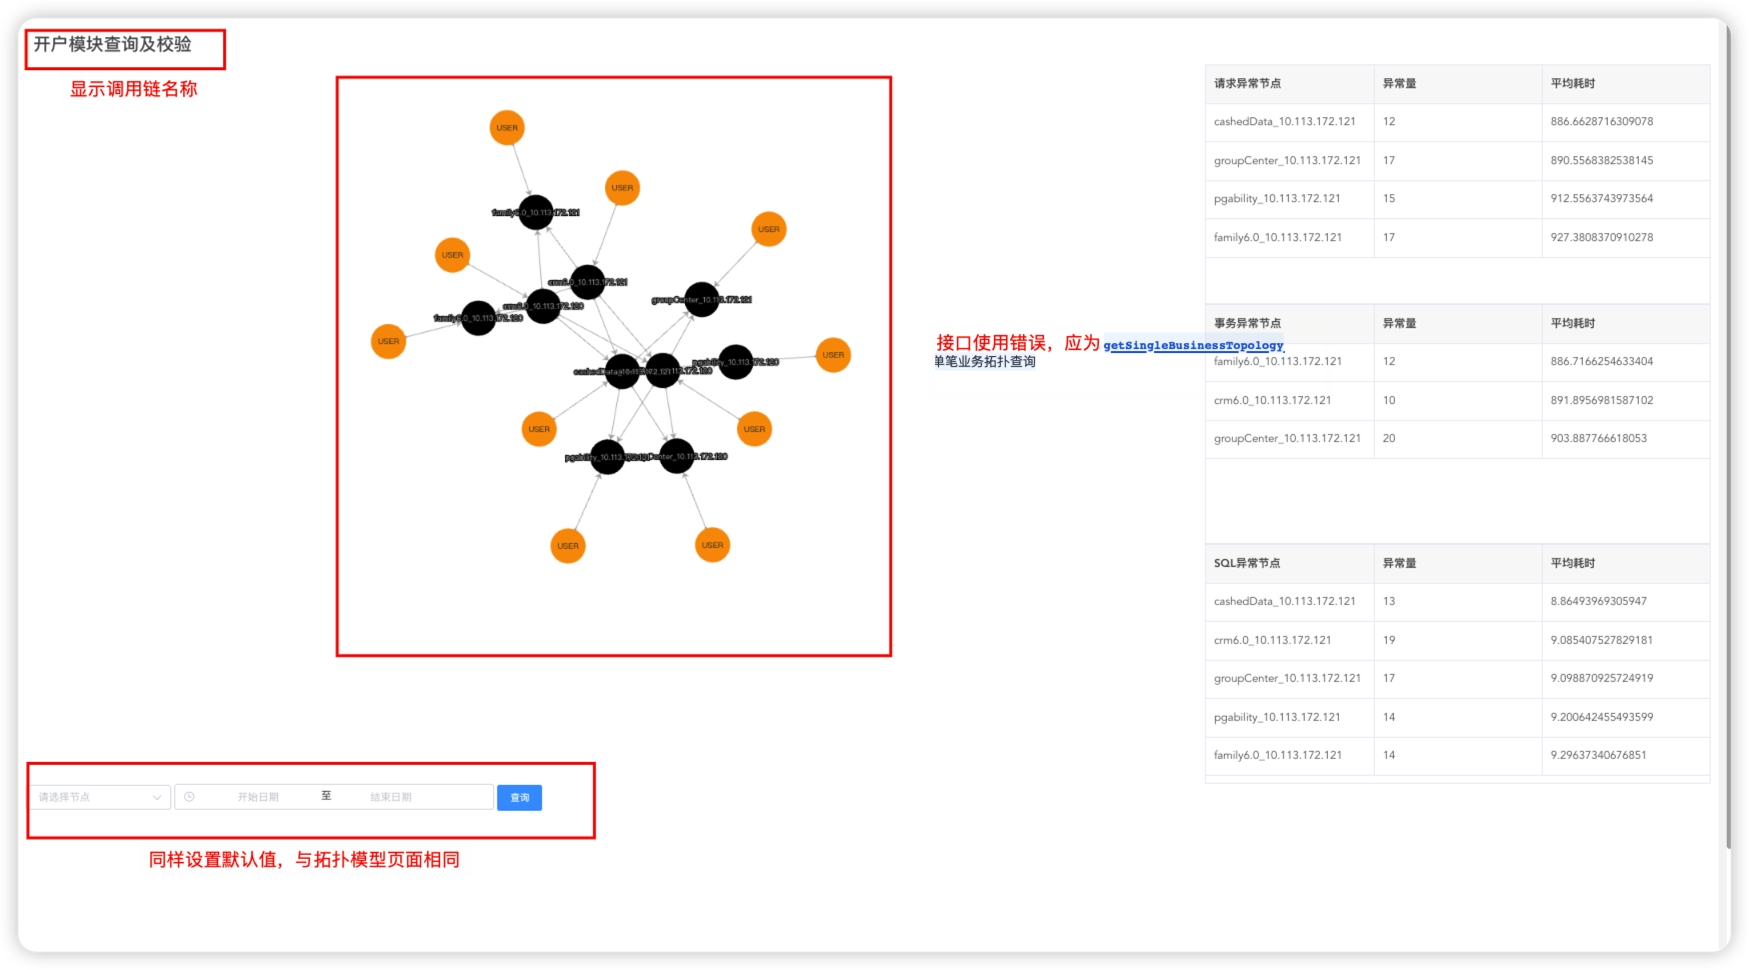 开户模块查询及校验
显示调用链名称
USER
USER
USER
family6.0_10.113.172.121
USER
crm6.0_10.113.172.121
groupCenter_10.113.172.121
crm6.0_10.113.172.120
family6.0_10.113.172.120
USER
pgability_10.113.172.120
USER
USER
USER
USER
USER
接口使用错误，应为 getSingleBusinessTopology
单笔业务拓扑查询
请求异常节点 异常量 平均耗时
cashedData_10.113.172.121 12 886.6628716309078
groupCenter_10.113.172.121 17 890.5568382538145
pgability_10.113.172.121 15 912.5563743973564
family6.0_10.113.172.121 17 927.3808370910278
事务异常节点 异常量 平均耗时
family6.0_10.113.172.121 12 886.7166254633404
crm6.0_10.113.172.121 10 891.8956981587102
groupCenter_10.113.172.121 20 903.887766618053
SQL异常节点 异常量 平均耗时
cashedData_10.113.172.121 13 8.86493969305947
crm6.0_10.113.172.121 19 9.085407527829181
groupCenter_10.113.172.121 17 9.098870925724919
pgability_10.113.172.121 14 9.200642455493599
family6.0_10.113.172.121 14 9.29637340676851
请选择节点 开始日期 至 结束日期 查询
同样设置默认值，与拓扑模型页面相同